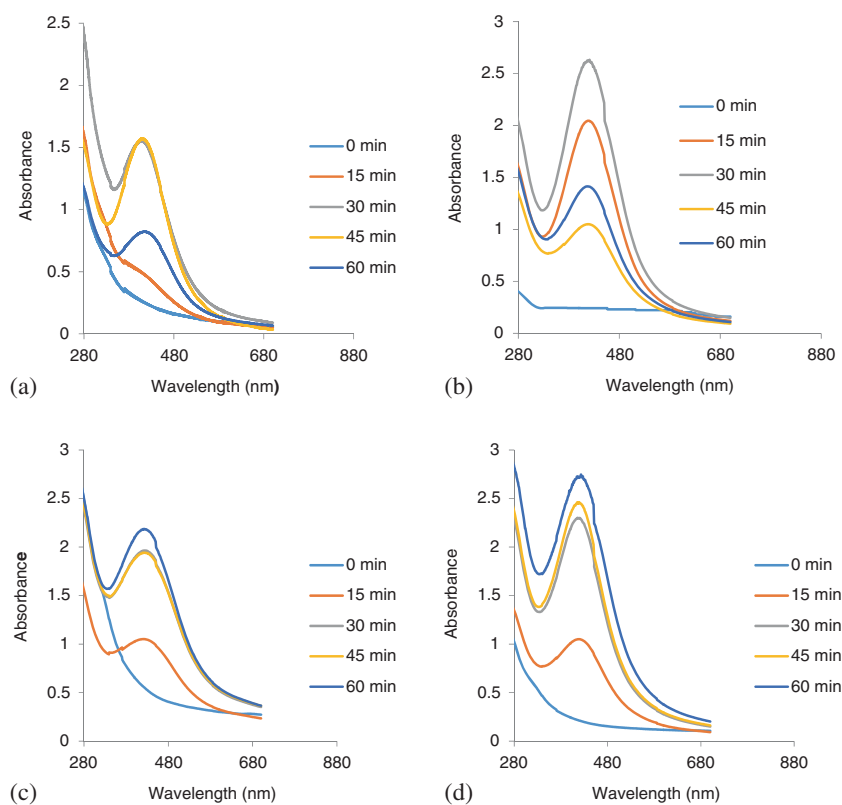 2.5
2
1.5
1
0.5
0
280
480
680
880
Absorbance
Wavelength (nm)
0 min
15 min
30 min
45 min
60 min
(a)
3
2.5
2
1.5
1
0.5
0
280
480
680
880
Absorbance
Wavelength (nm)
0 min
15 min
30 min
45 min
60 min
(b)
3
2.5
2
1.5
1
0.5
0
280
480
680
880
Absorbance
Wavelength (nm)
0 min
15 min
30 min
45 min
60 min
(c)
3
2.5
2
1.5
1
0.5
0
280
480
680
880
Absorbance
Wavelength (nm)
0 min
15 min
30 min
45 min
60 min
(d)